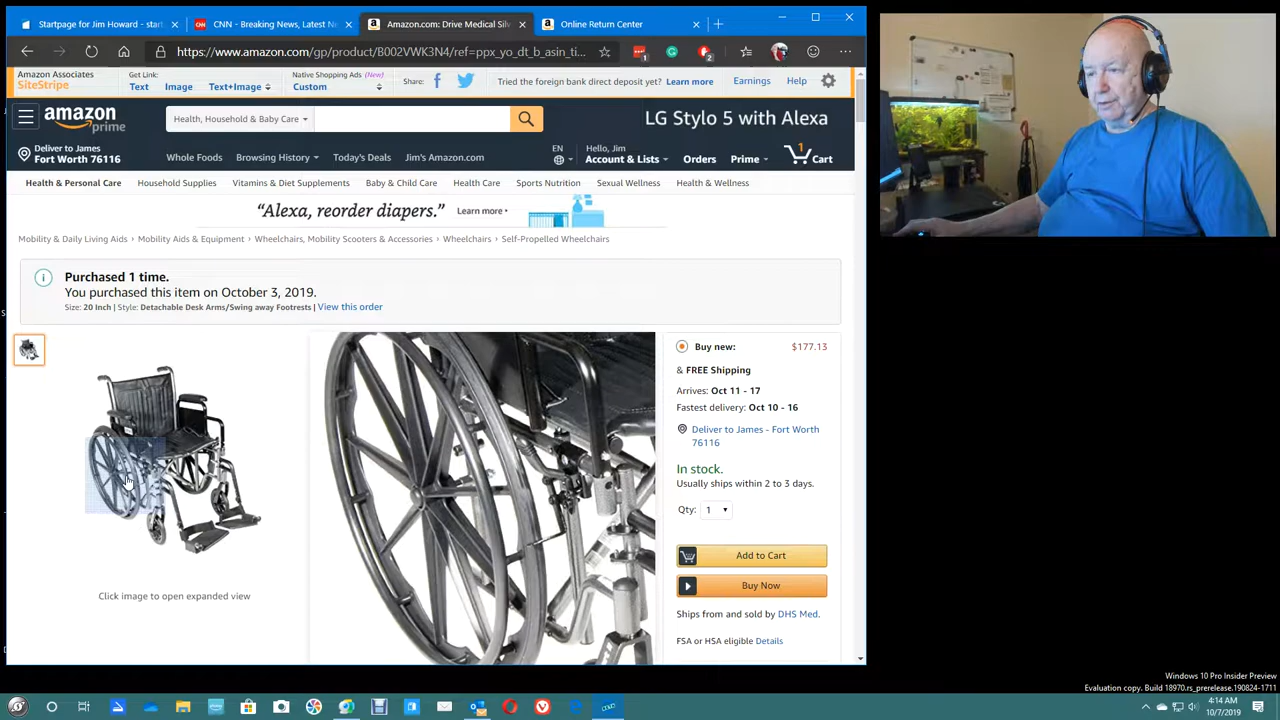 Startpage for Jim Howard - start
CNN - Breaking News, Latest Ne
Amazon.com: Drive Medical Silv
Online Return Center
https://www.amazon.com/gp/product/B002VWK3N4/ref=ppx_yo_dt_b_asin_ti...
1
2
Amazon Associates
SiteStripe
Get Link:
Text
Image
Text+Image
Native Shopping Ads (New)
Custom
Share:
Tried the foreign bank direct deposit yet? Learn more
Earnings
Help
amazon
prime
Health, Household & Baby Care
LG Stylo 5 with Alexa
Deliver to James
Fort Worth 76116
Whole Foods
Browsing History
Today's Deals
Jim's Amazon.com
EN
Hello, Jim
Account & Lists
Orders
Prime
1
Cart
Health & Personal Care
Household Supplies
Vitamins & Diet Supplements
Baby & Child Care
Health Care
Sports Nutrition
Sexual Wellness
Health & Wellness
“Alexa, reorder diapers.”
Learn more
Mobility & Daily Living Aids › Mobility Aids & Equipment › Wheelchairs, Mobility Scooters & Accessories › Wheelchairs › Self-Propelled Wheelchairs
Purchased 1 time.
You purchased this item on October 3, 2019.
Size: 20 Inch | Style: Detachable Desk Arms/Swing away Footrests | View this order
Click image to open expanded view
Buy new:
$177.13
& FREE Shipping
Arrives: Oct 11 - 17
Fastest delivery: Oct 10 - 16
Deliver to James - Fort Worth
76116
In stock.
Usually ships within 2 to 3 days.
Qty: 1
Add to Cart
Buy Now
Ships from and sold by DHS Med.
FSA or HSA eligible Details
Windows 10 Pro Insider Preview
Evaluation copy. Build 18970.rs_prerelease.190824-1711
4:14 AM
10/7/2019